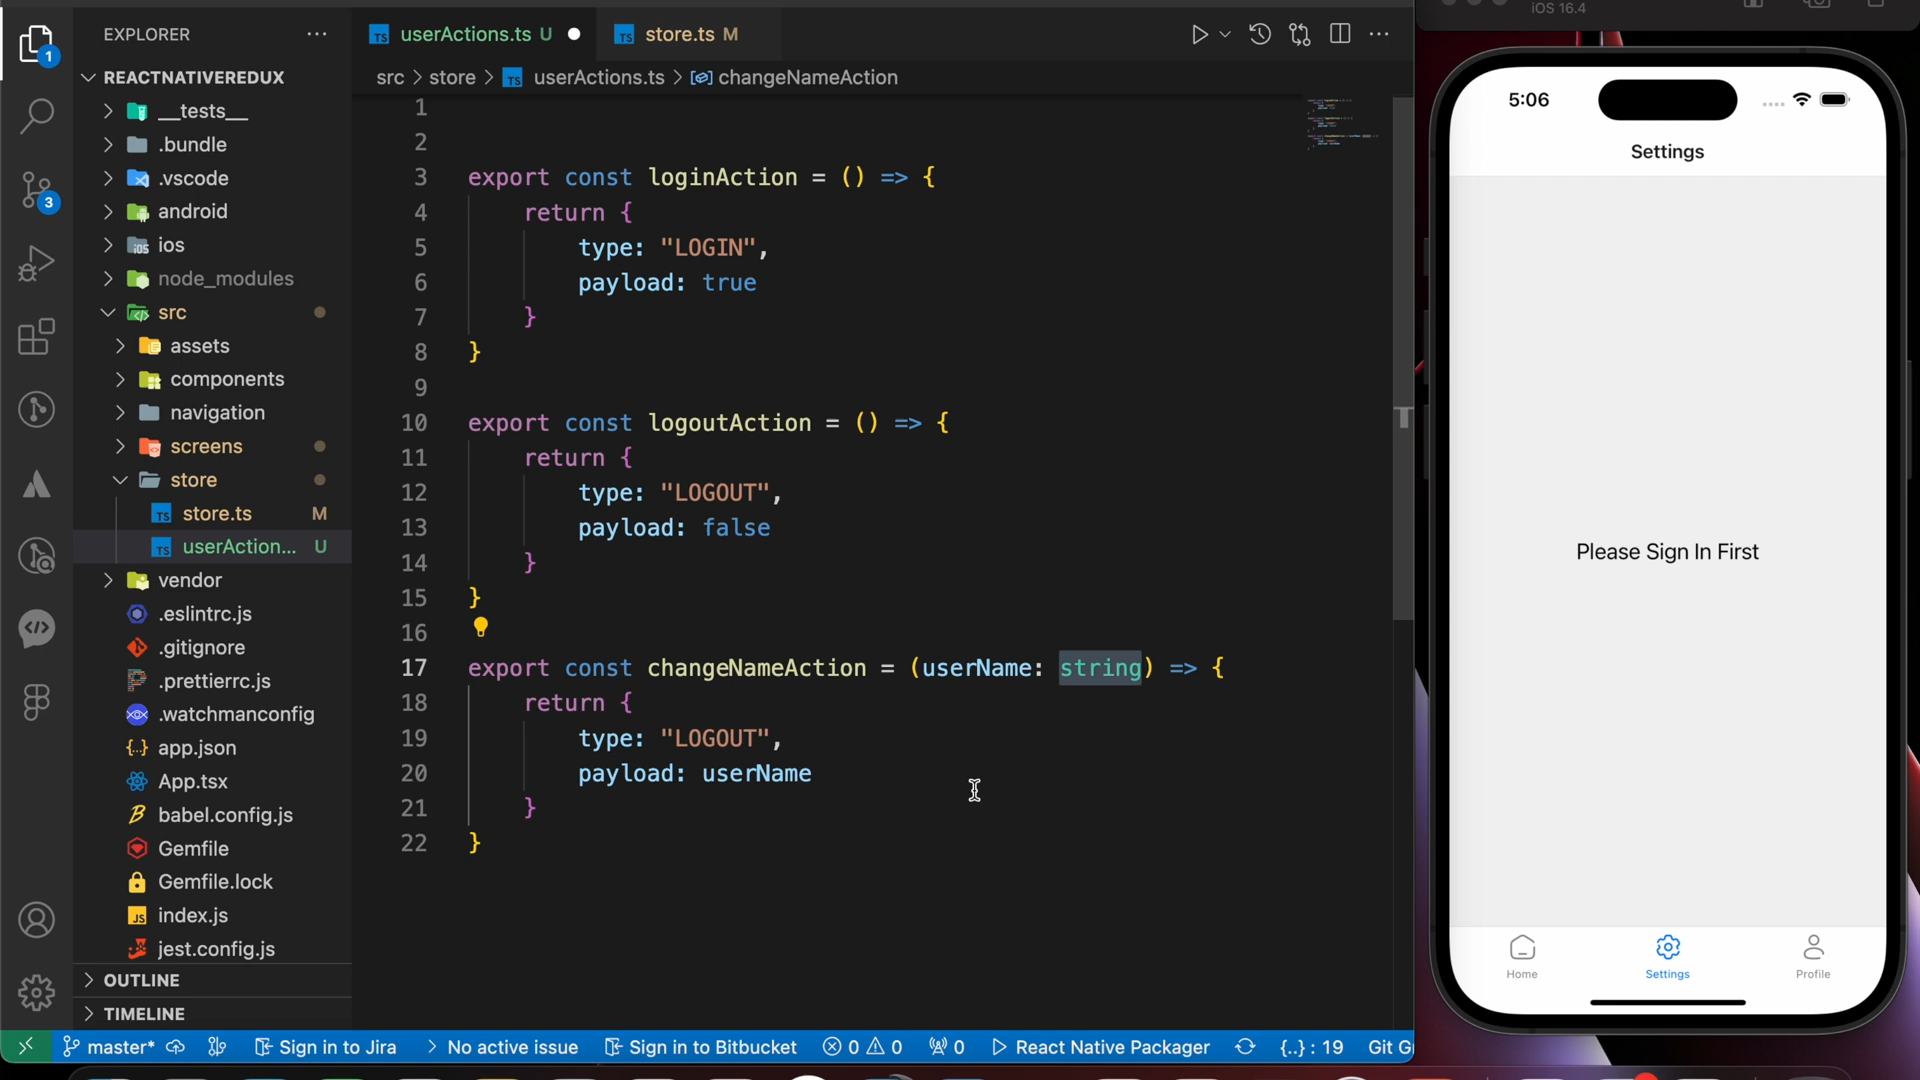 EXPLORER
1
REACTNATIVEREDUX
__tests__
.bundle
.vscode
android
ios
node_modules
src
assets
components
navigation
screens
store
store.ts M
userAction... U
vendor
.eslintrc.js
.gitignore
.prettierrc.js
.watchmanconfig
app.json
App.tsx
babel.config.js
Gemfile
Gemfile.lock
index.js
jest.config.js
OUTLINE
TIMELINE
3
userActions.ts U
store.ts M
src > store > userActions.ts > changeNameAction
1
2
3 export const loginAction = () => {
4 return {
5 type: "LOGIN",
6 payload: true
7 }
8 }
9
10 export const logoutAction = () => {
11 return {
12 type: "LOGOUT",
13 payload: false
14 }
15 }
16
17 export const changeNameAction = (userName: string) => {
18 return {
19 type: "LOGOUT",
20 payload: userName
21 }
22 }
master* Sign in to Jira No active issue Sign in to Bitbucket 0 0 0 React Native Packager {..} : 19 Git G
iOS 16.4
5:06
Settings
Please Sign In First
Home Settings Profile